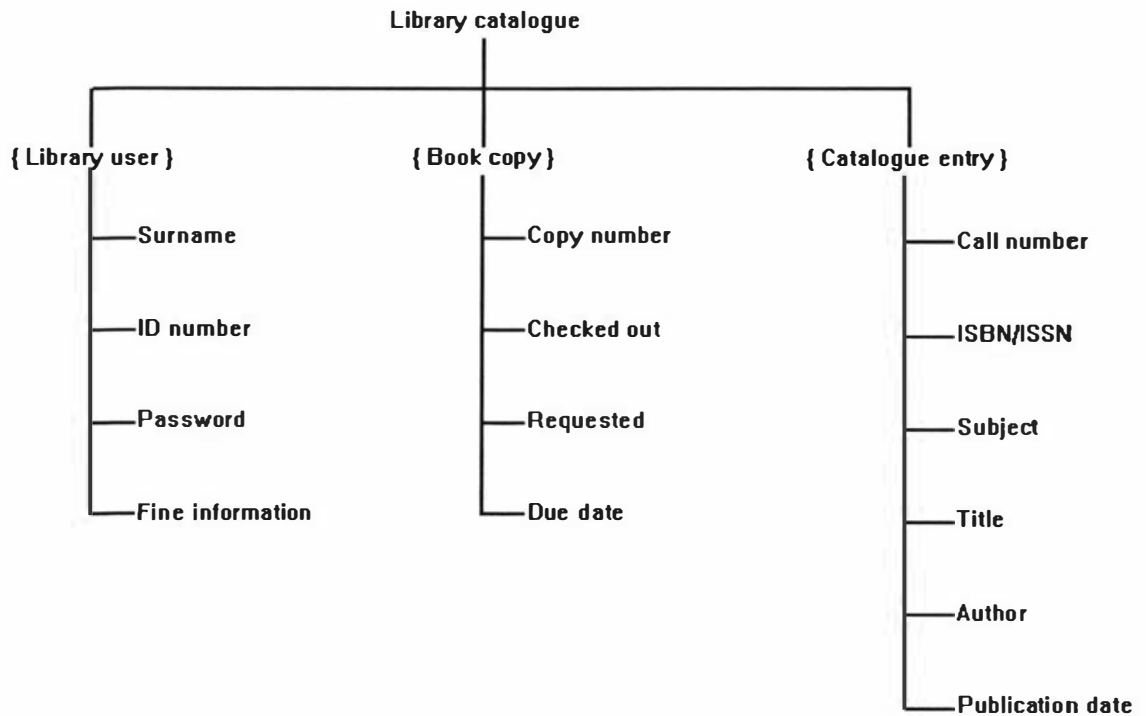 Library catalogue
{ Library user }
Surname
ID number
Password
Fine information
{ Book copy }
Copy number
Checked out
Requested
Due date
{ Catalogue entry }
Call number
ISBN/ISSN
Subject
Title
Author
Publication date